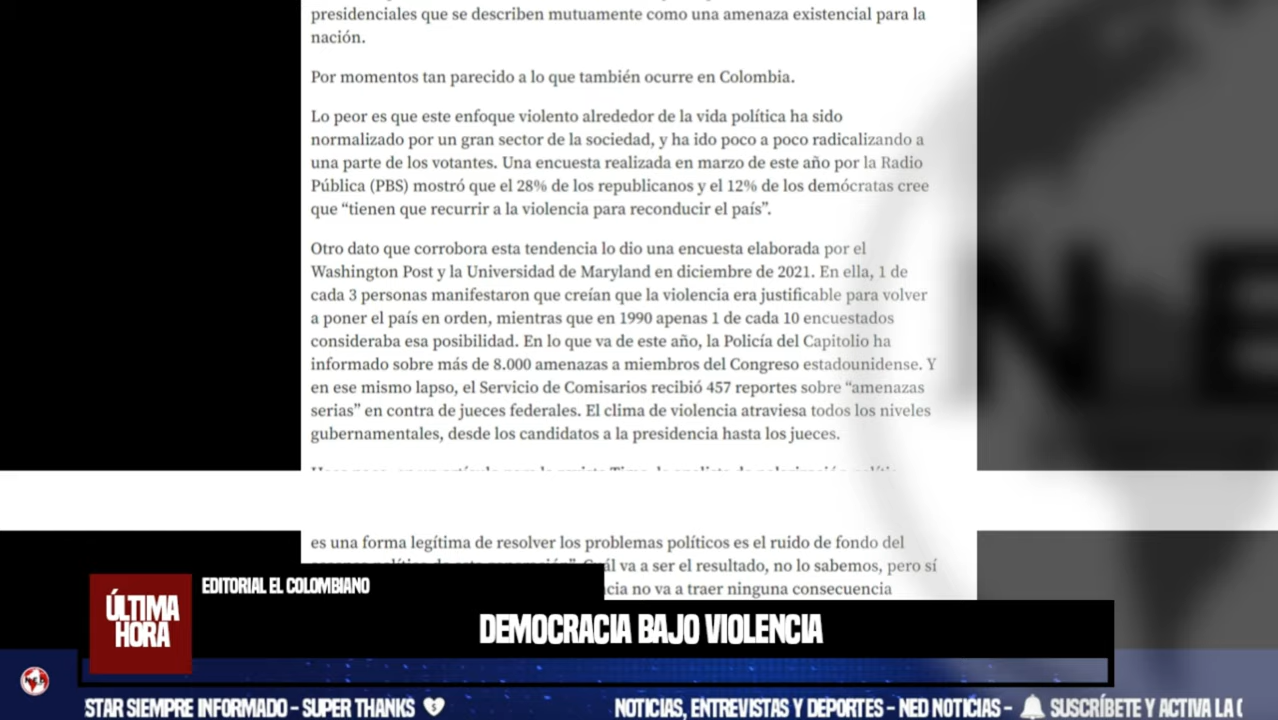 presidenciales que se describen mutuamente como una amenaza existencial para la
nación.
Por momentos tan parecido a lo que también ocurre en Colombia.
Lo peor es que este enfoque violento alrededor de la vida política ha sido
normalizado por un gran sector de la sociedad, y ha ido poco a poco radicalizando a
una parte de los votantes. Una encuesta realizada en marzo de este año por la Radio
Pública (PBS) mostró que el 28% de los republicanos y el 12% de los demócratas cree
que “tienen que recurrir a la violencia para reconducir el país”.
Otro dato que corrobora esta tendencia lo dio una encuesta elaborada por el
Washington Post y la Universidad de Maryland en diciembre de 2021. En ella, 1 de
cada 3 personas manifestaron que creían que la violencia era justificable para volver
a poner el país en orden, mientras que en 1990 apenas 1 de cada 10 encuestados
consideraba esa posibilidad. En lo que va de este año, la Policía del Capitolio ha
informado sobre más de 8.000 amenazas a miembros del Congreso estadounidense. Y
en ese mismo lapso, el Servicio de Comisarios recibió 457 reportes sobre “amenazas
serias” en contra de jueces federales. El clima de violencia atraviesa todos los niveles
gubernamentales, desde los candidatos a la presidencia hasta los jueces.
es una forma legítima de resolver los problemas políticos es el ruido de fondo del
va a ser el resultado, no lo sabemos, pero sí
no va a traer ninguna consecuencia
NE
EDITORIAL EL COLOMBIANO
ÚLTIMA
HORA
DEMOCRACIA BAJO VIOLENCIA
STAR SIEMPRE INFORMADO - SUPER THANKS
NOTICIAS, ENTREVISTAS Y DEPORTES - NED NOTICIAS -
SUSCRÍBETE Y ACTIVA LA